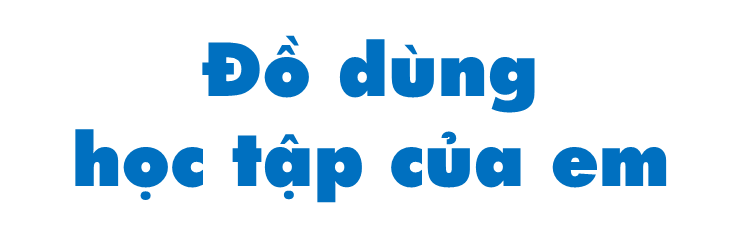 Đồ dùng
học tập của em